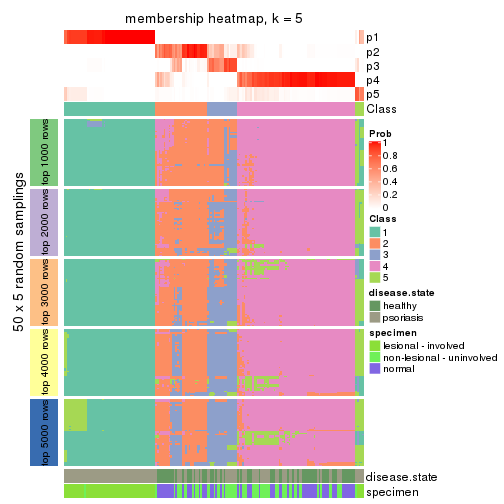 membership heatmap, k = 5
p1
p2
p3
p4
p5
Class
50 x 5 random samplings
top 1000 rows
top 2000 rows
top 3000 rows
top 4000 rows
top 5000 rows
Prob
1
0.8
0.6
0.4
0.2
0
Class
1
2
3
4
5
disease.state
healthy
psoriasis
specimen
lesional - involved
non-lesional - uninvolved
normal
disease.state
specimen